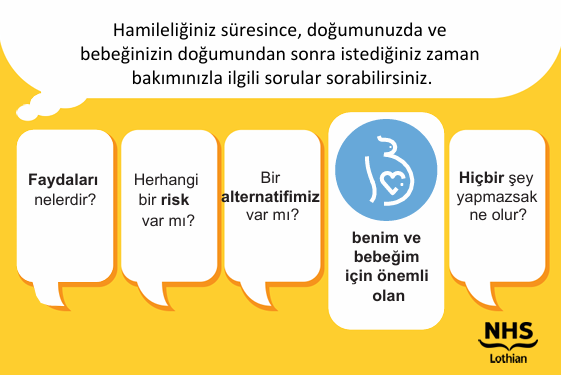 Hamileliğiniz süresince, doğumunuzda ve
bebeğinizin doğumundan sonra istediğiniz zaman
bakımınızla ilgili sorular sorabilirsiniz.
Faydaları
nelerdir?
Herhangi
bir risk
var mı?
Bir
alternatifimiz
var mı?
benim ve
bebeğim
için önemli
olan
Hiçbir şey
yapmazsak
ne olur?
NHS
Lothian